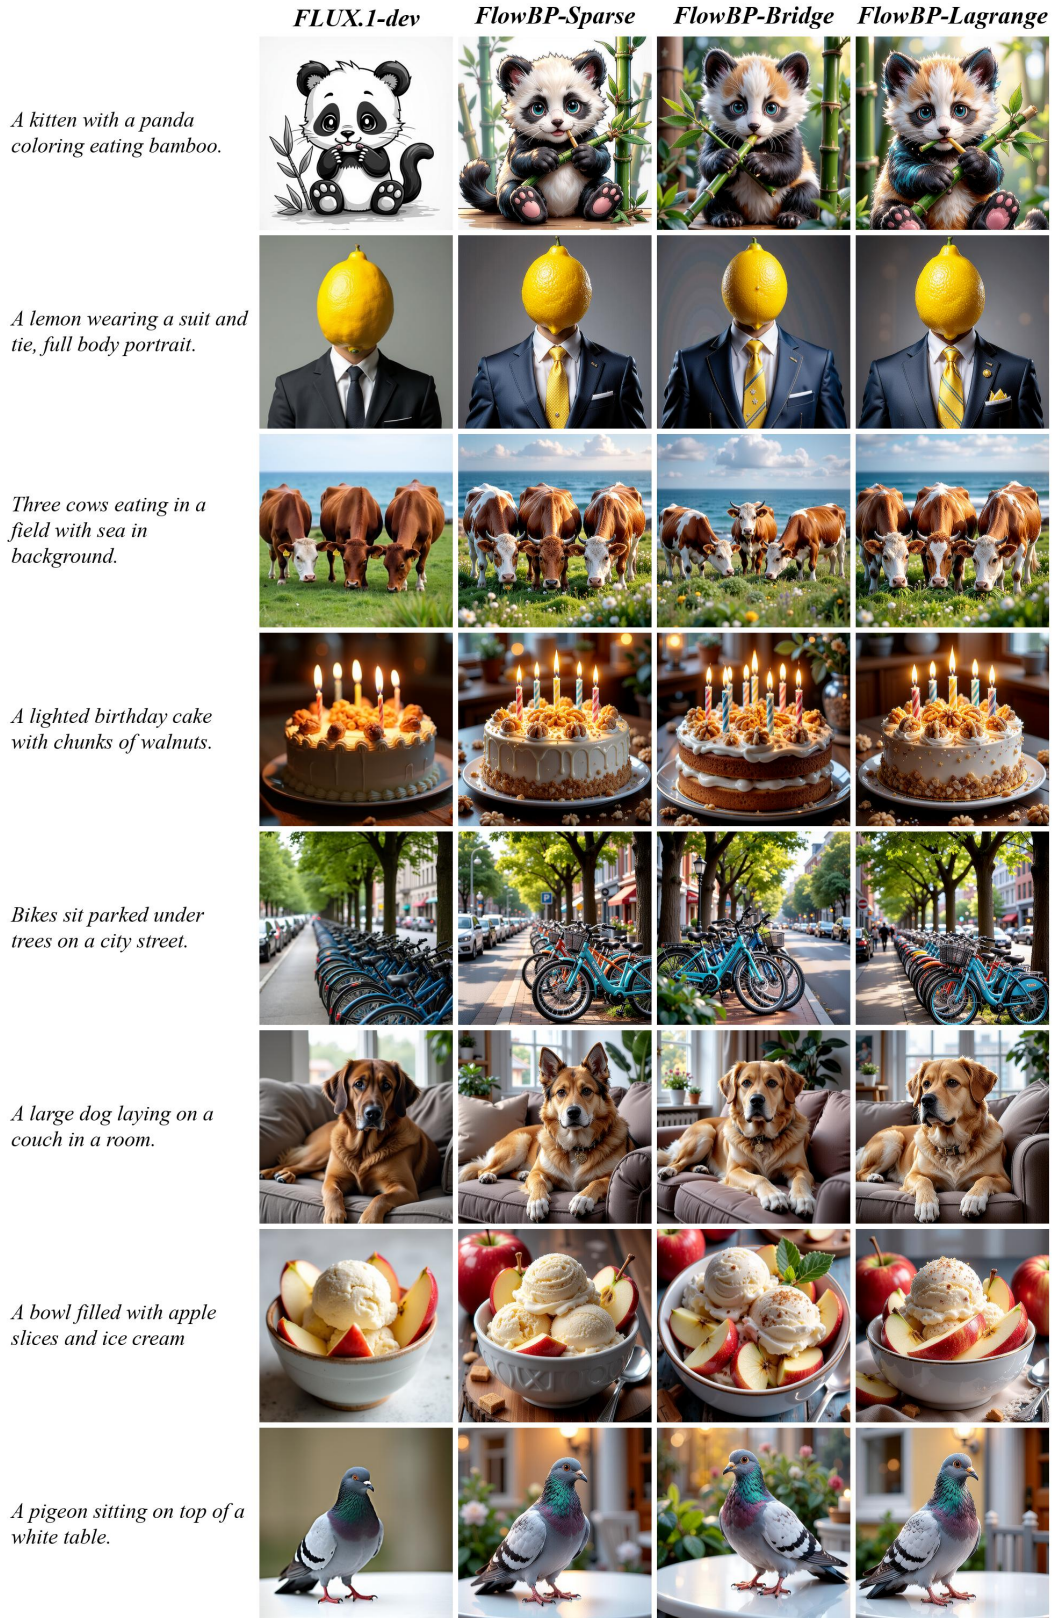 FLUX.1-dev FlowBP-Sparse FlowBP-Bridge FlowBP-Lagrange
A kitten with a panda
coloring eating bamboo.
A lemon wearing a suit and
tie, full body portrait.
Three cows eating in a
field with sea in
background.
A lighted birthday cake
with chunks of walnuts.
Bikes sit parked under
trees on a city street.
A large dog laying on a
couch in a room.
A bowl filled with apple
slices and ice cream
A pigeon sitting on top of a
white table.